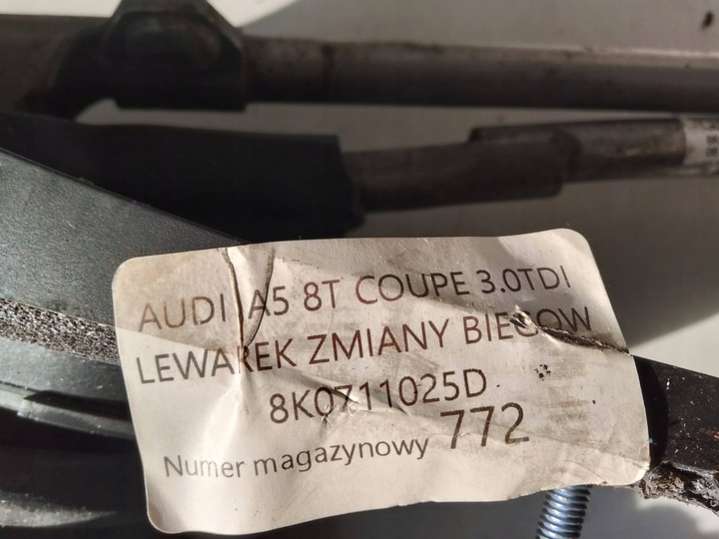 AUDI A5 8T COUPE 3.0TDI
LEWAREK ZMIANY BIEGOW
8K0711025D
Numer magazynowy 772